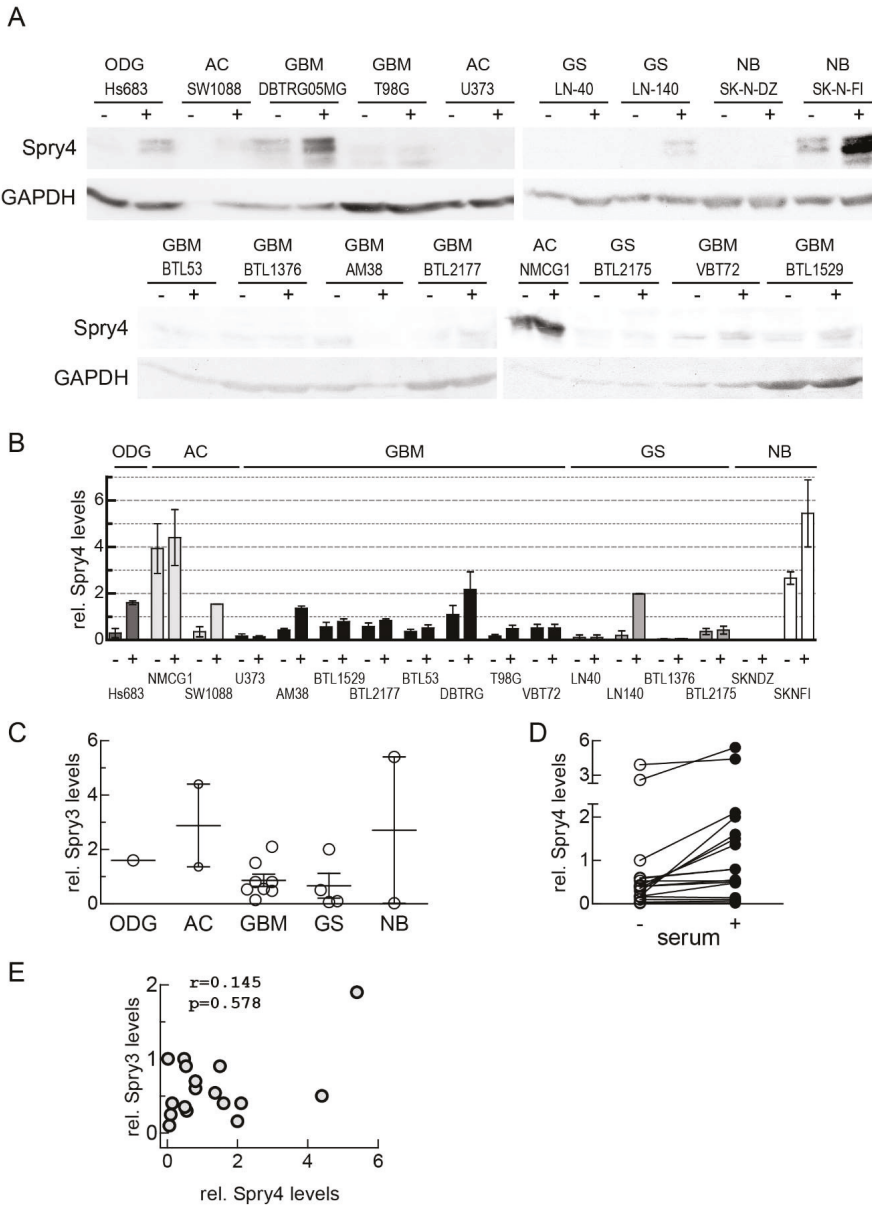 A
ODG AC GBM GBM AC GS GS NB NB
Hs683 SW1088 DBTRG05MG T98G U373 LN-40 LN-140 SK-N-DZ SK-N-FI
- + - + - + - + - + - + - + - + - +
Spry4
GAPDH
GBM GBM GBM GBM AC GS GBM GBM
BTL53 BTL1376 AM38 BTL2177 NMCG1 BTL2175 VBT72 BTL1529
- + - + - + - + - + - + - + - +
Spry4
GAPDH
B
ODG AC GBM GS NB
rel. Spry4 levels
6
4
2
0
- + - + - + - + - + - + - + - + - + - + - + - + - + - + - + - + - +
NMCG1 U373 BTL1529 BTL53 T98G LN40 BTL1376 SKNDZ
Hs683 SW1088 AM38 BTL2177 DBTRG VBT72 LN140 BTL2175 SKNFI
C
rel. Spry3 levels
6
4
2
0
ODG AC GBM GS NB
D
rel. Spry4 levels
6
3
2
1
0
- +
serum
E
r=0.145
p=0.578
rel. Spry3 levels
2
1
0
0 2 4 6
rel. Spry4 levels